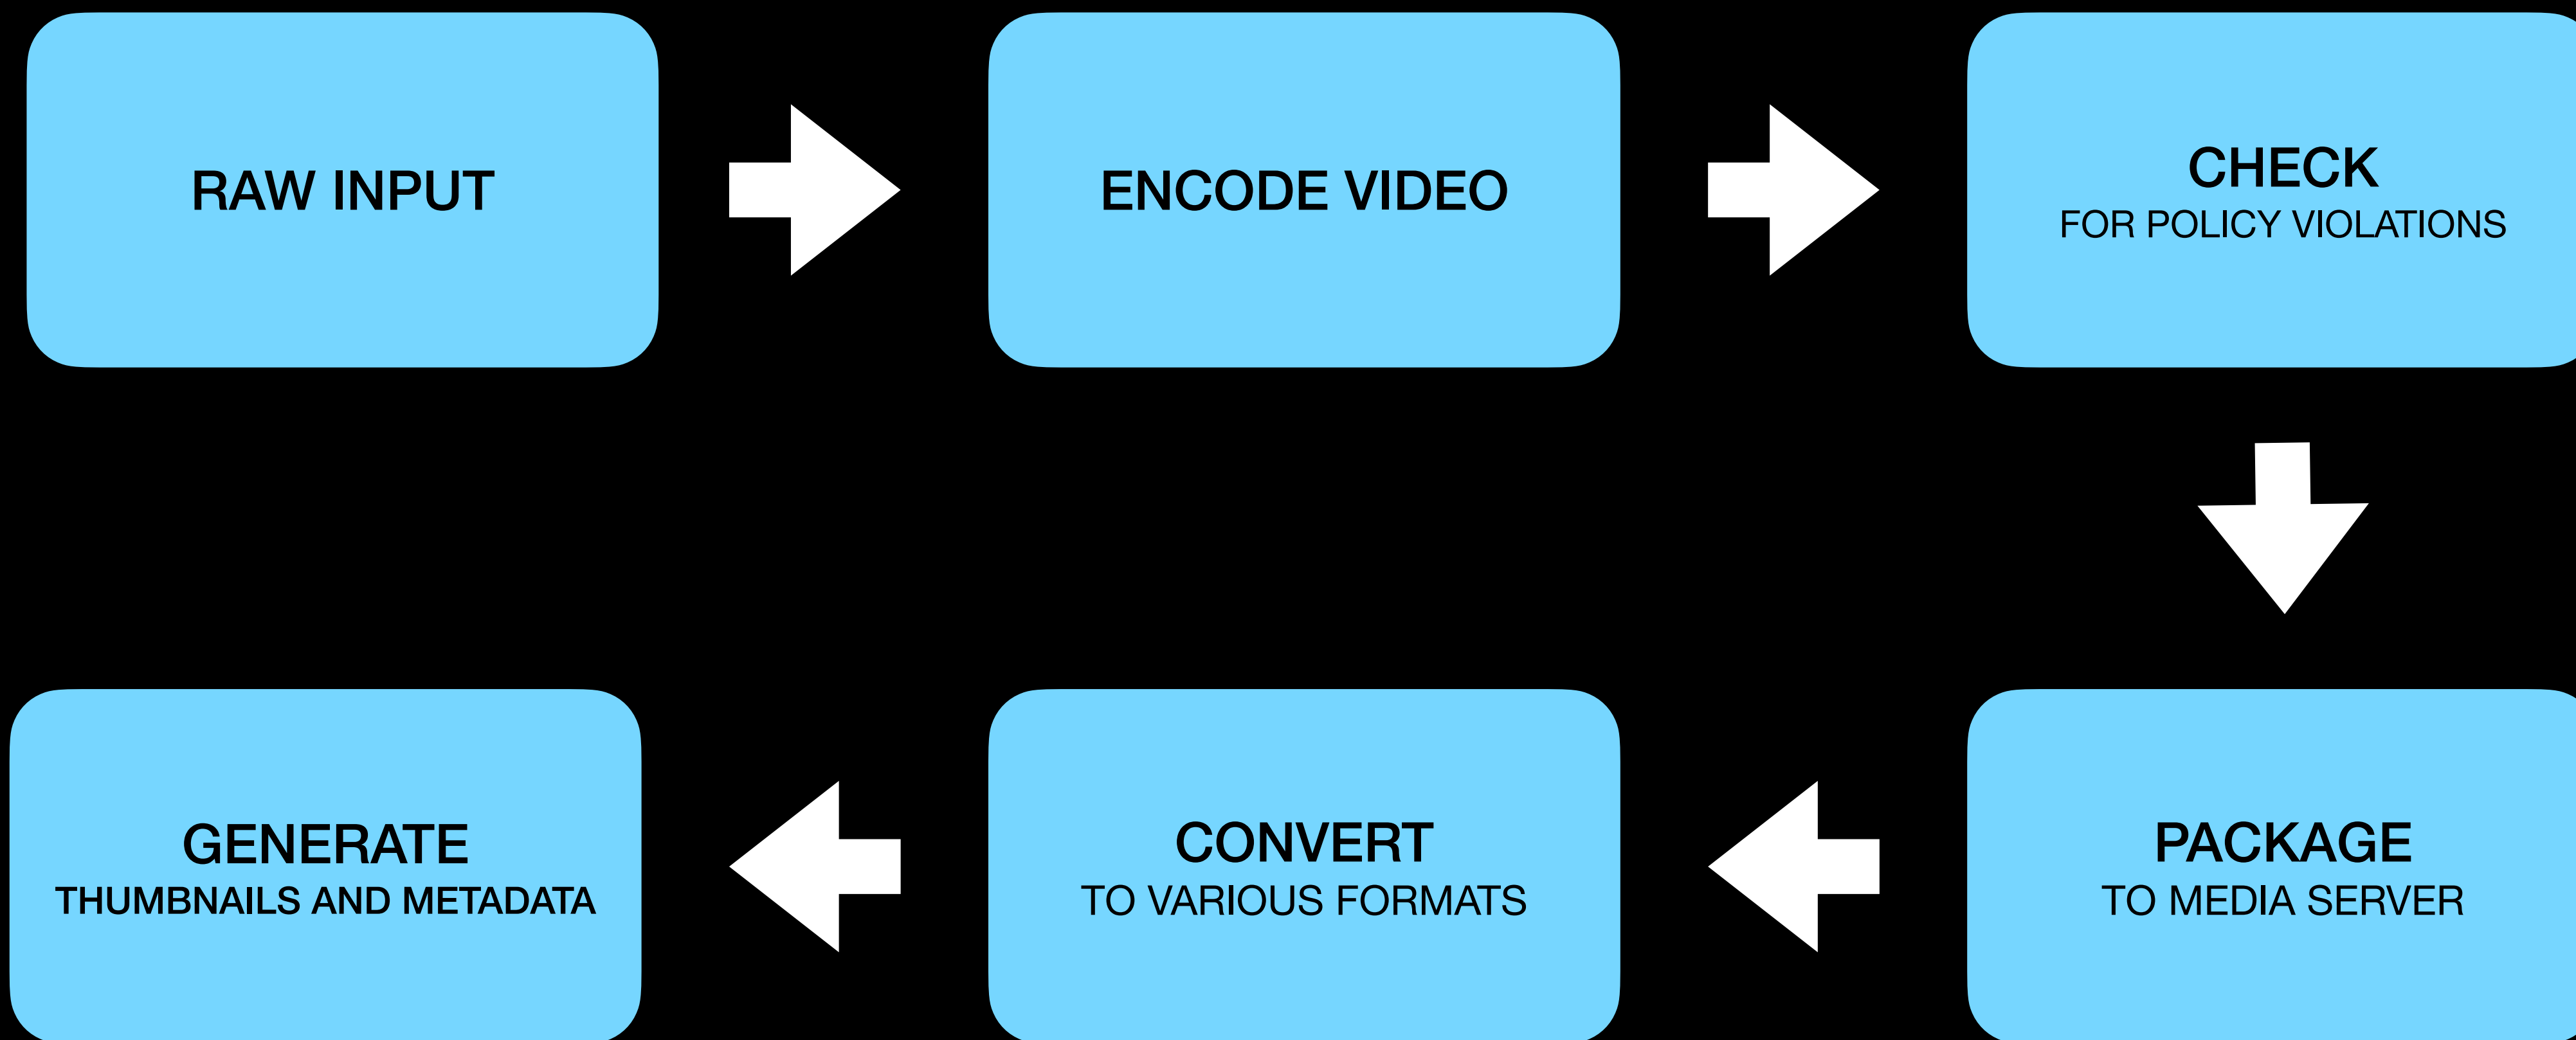 RAW INPUT
ENCODE VIDEO
CHECK
FOR POLICY VIOLATIONS
PACKAGE
TO MEDIA SERVER
CONVERT
TO VARIOUS FORMATS
GENERATE
THUMBNAILS AND METADATA